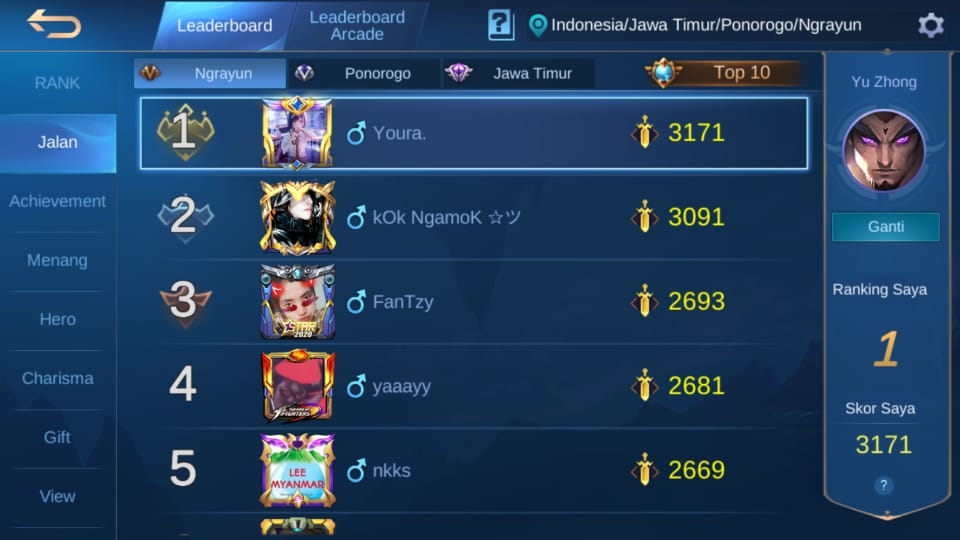 Leaderboard
Leaderboard
Arcade
Indonesia/Jawa Timur/Ponorogo/Ngrayun
RANK
Jalan
Achievement
Menang
Hero
Charisma
Gift
View
Ngrayun
Ponorogo
Jawa Timur
Top 10
1
Youra.
3171
2
kOk NgamoK ☆ツ
3091
3
FanTzy
2693
STAR
2020
4
yaaayy
2681
FIGHTERS
5
nkks
2669
LEE
MYANMAR
Yu Zhong
Ganti
Ranking Saya
1
Skor Saya
3171
?